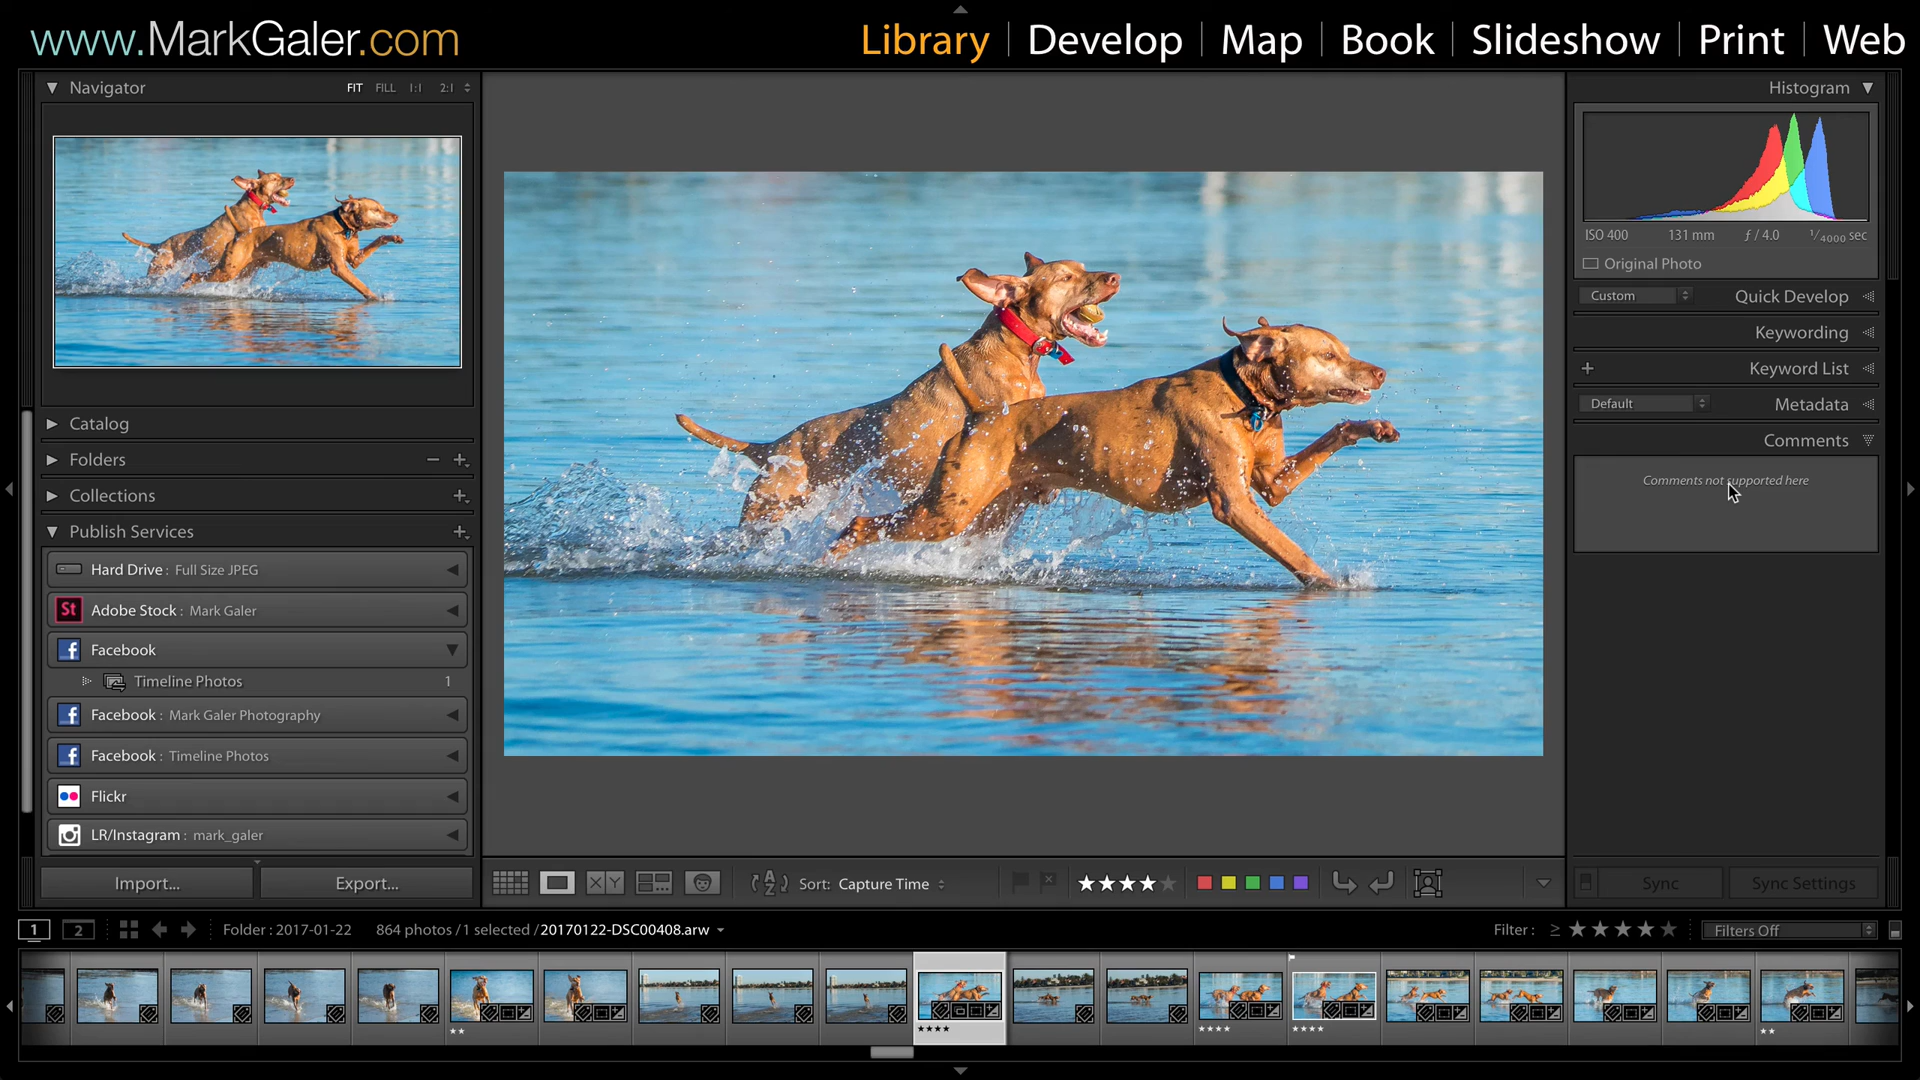 www.MarkGaler.com
Library Develop Map Book Slideshow Print Web
Navigator FIT FILL 1:1 2:1
Catalog
Folders
Collections
Publish Services
Hard Drive : Full Size JPEG
St Adobe Stock : Mark Galer
f Facebook
Timeline Photos 1
f Facebook : Mark Galer Photography
f Facebook : Timeline Photos
Flickr
LR/Instagram : mark_galer
Import... Export...
Histogram
ISO 400 131 mm ƒ / 4.0 1/4000 sec
Original Photo
Custom Quick Develop
Keywording
Keyword List
Default Metadata
Comments
Comments not supported here
X Y A Z Sort: Capture Time
Sync Sync Settings
1 2 Folder : 2017-01-22 864 photos / 1 selected / 20170122-DSC00408.arw Filter : ≥ Filters Off